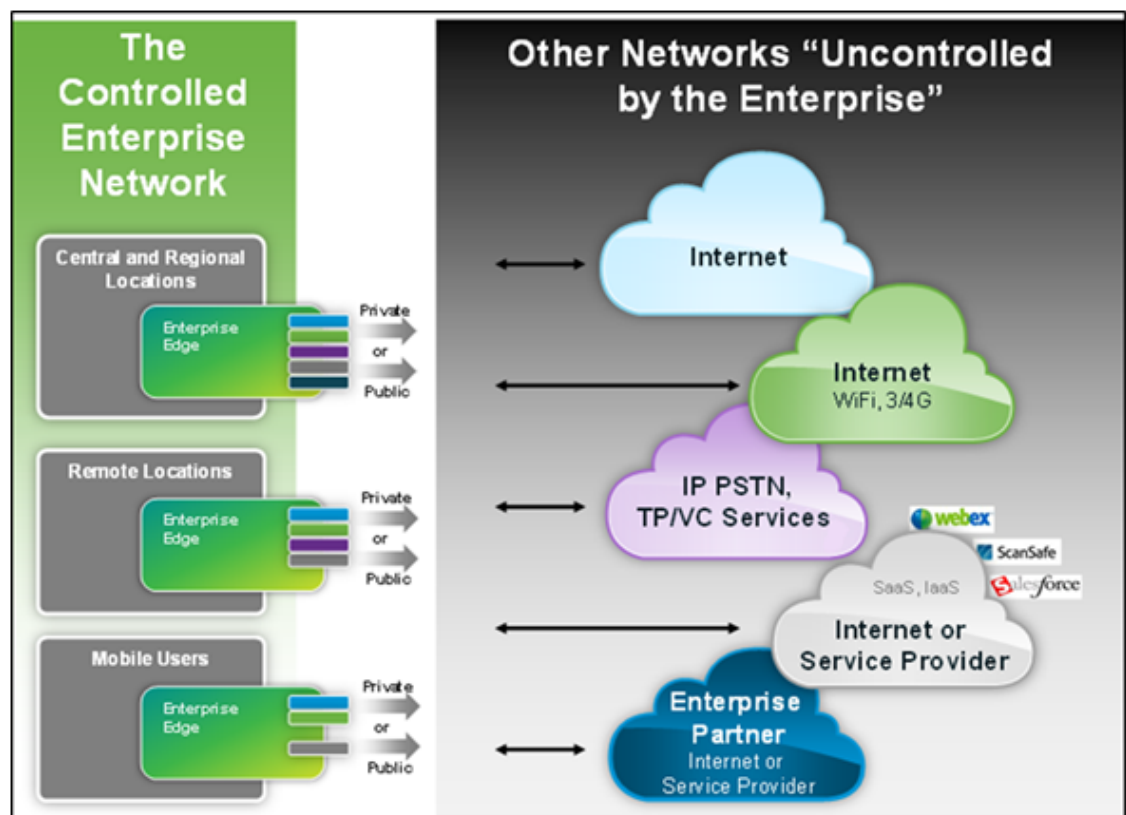 The
Controlled
Enterprise
Network
Central and Regional
Locations
Enterprise
Edge
Private
or
Public
Remote Locations
Enterprise
Edge
Private
or
Public
Mobile Users
Enterprise
Edge
Private
or
Public
Other Networks “Uncontrolled
by the Enterprise”
Internet
Internet
WiFi, 3/4G
IP PSTN,
TP/VC Services
webex
ScanSafe
Salesforce
SaaS, IaaS
Internet or
Service Provider
Enterprise
Partner
Internet or
Service Provider